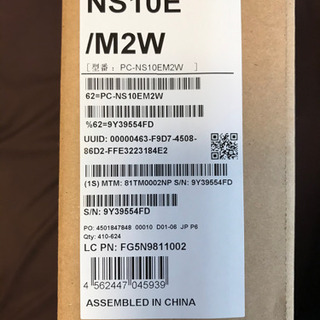 NS10E
/M2W
[型番：PC-NS10EM2W]
62=PC-NS10EM2W
%62=9Y39554FD
UUID: 00000463-F9D7-4508-
86D2-FFE3223184E2
(1S) MTM: 81TM0002NP S/N: 9Y39554FD
S/N: 9Y39554FD
PO: 4501847848 00010 D01-06 JP P6
Qty: 410-624
LC PN: FG5N9811002
4 562447 045939
ASSEMBLED IN CHINA